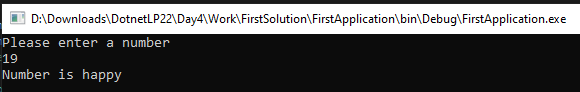 D:\Downloads\DotnetLP22\Day4\Work\FirstSolution\FirstApplication\bin\Debug\FirstApplication.exe
Please enter a number
19
Number is happy